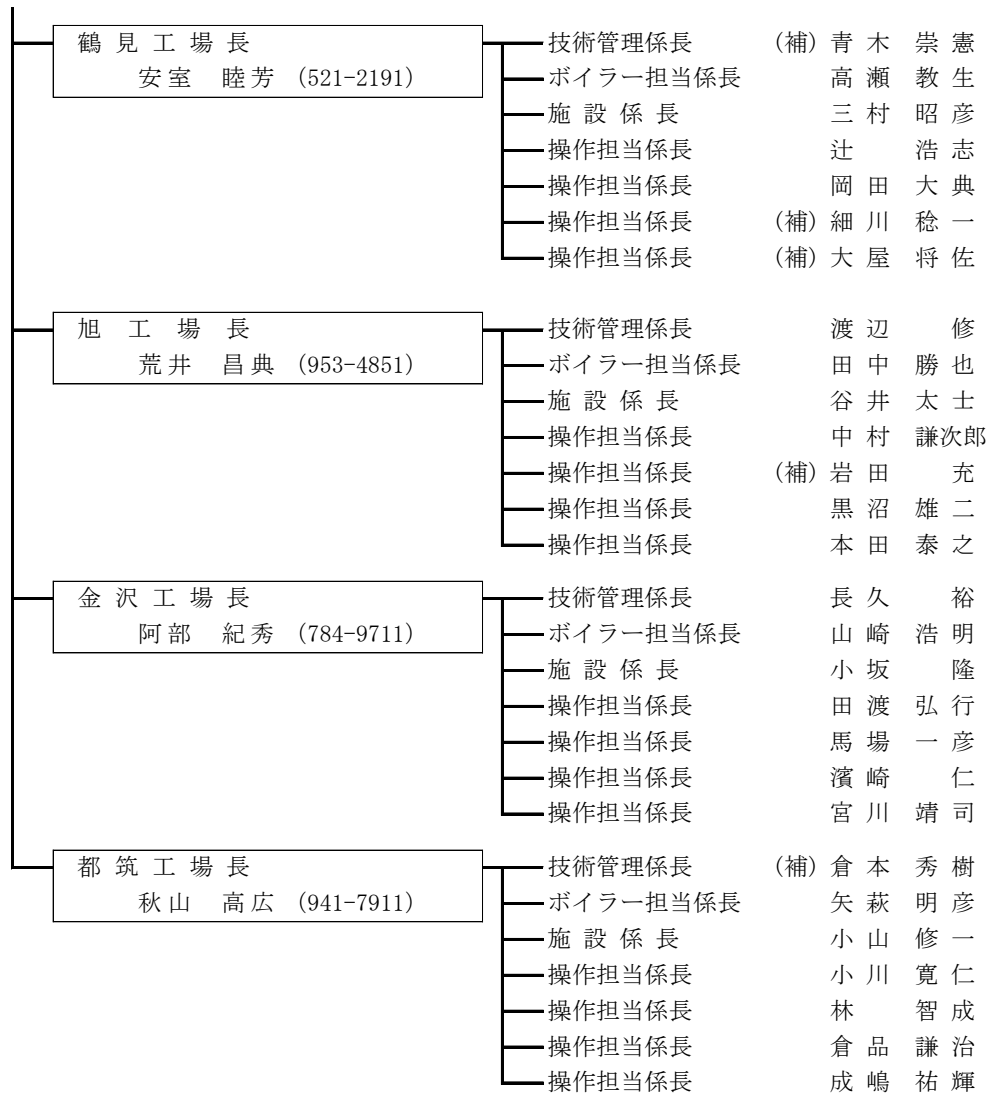 鶴見工場長
安室 睦芳 (521-2191)
技術管理係長 (補) 青木 崇憲
ボイラー担当係長 高瀬 教生
施設係長 三村 昭彦
操作担当係長 辻 浩志
操作担当係長 岡田 大典
操作担当係長 (補) 細川 稔一
操作担当係長 (補) 大屋 将佐
旭工場長
荒井 昌典 (953-4851)
技術管理係長 渡辺 修
ボイラー担当係長 田中 勝也
施設係長 谷井 太士
操作担当係長 中村 謙次郎
操作担当係長 (補) 岩田 充
操作担当係長 黒沼 雄二
操作担当係長 本田 泰之
金沢工場長
阿部 紀秀 (784-9711)
技術管理係長 長久 裕
ボイラー担当係長 山崎 浩明
施設係長 小坂 隆
操作担当係長 田渡 弘行
操作担当係長 馬場 一彦
操作担当係長 濱崎 仁
操作担当係長 宮川 靖司
都筑工場長
秋山 高広 (941-7911)
技術管理係長 (補) 倉本 秀樹
ボイラー担当係長 矢萩 明彦
施設係長 小山 修一
操作担当係長 小川 寛仁
操作担当係長 林 智成
操作担当係長 倉品 謙治
操作担当係長 成嶋 祐輝